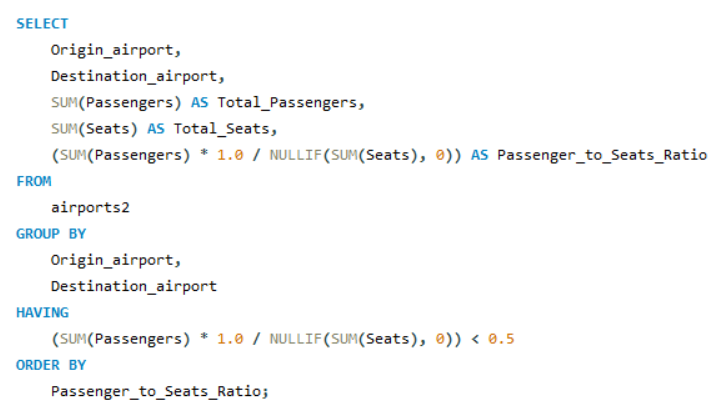 SELECT
    Origin_airport,
    Destination_airport,
    SUM(Passengers) AS Total_Passengers,
    SUM(Seats) AS Total_Seats,
    (SUM(Passengers) * 1.0 / NULLIF(SUM(Seats), 0)) AS Passenger_to_Seats_Ratio
FROM
    airports2
GROUP BY
    Origin_airport,
    Destination_airport
HAVING
    (SUM(Passengers) * 1.0 / NULLIF(SUM(Seats), 0)) < 0.5
ORDER BY
    Passenger_to_Seats_Ratio;